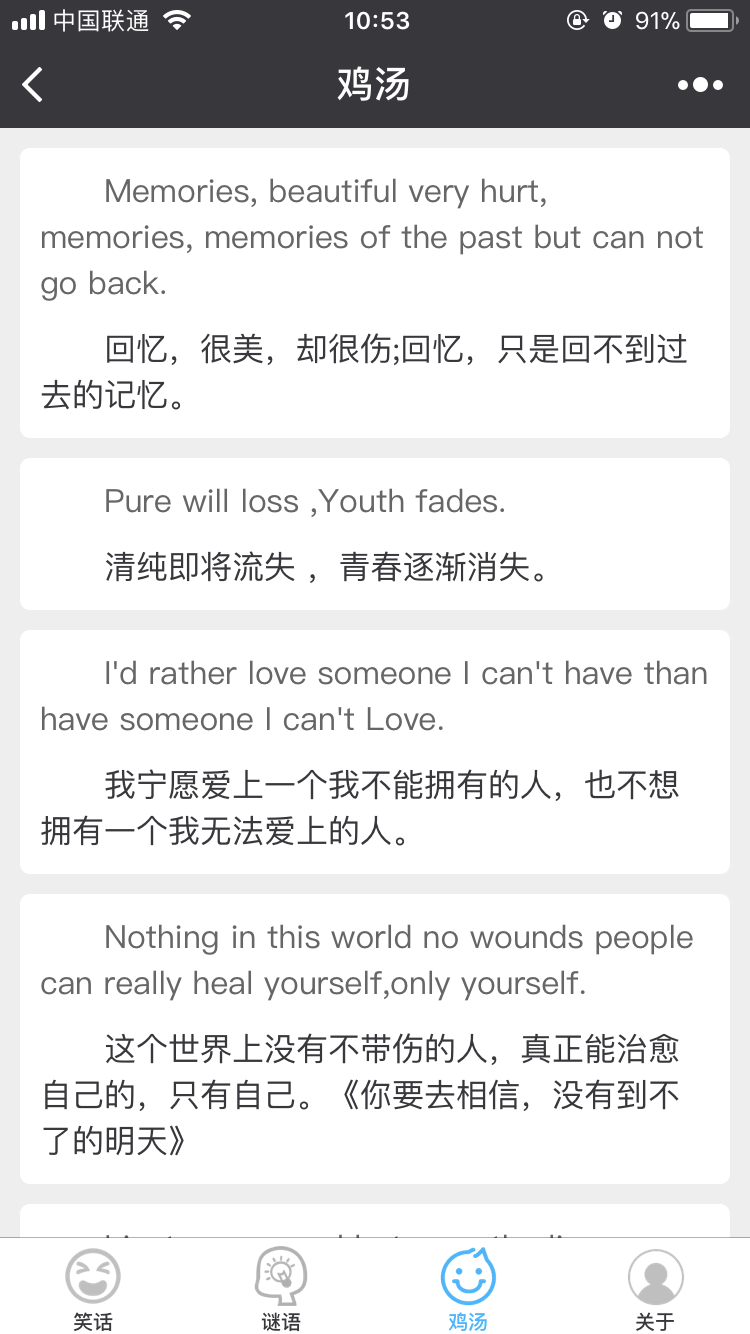 中国联通 10:53 91%
鸡汤
Memories, beautiful very hurt,
memories, memories of the past but can not
go back.
回忆，很美，却很伤;回忆，只是回不到过
去的记忆。
Pure will loss ,Youth fades.
清纯即将流失 ，青春逐渐消失。
I'd rather love someone I can't have than
have someone I can't Love.
我宁愿爱上一个我不能拥有的人，也不想
拥有一个我无法爱上的人。
Nothing in this world no wounds people
can really heal yourself,only yourself.
这个世界上没有不带伤的人，真正能治愈
自己的，只有自己。《你要去相信，没有到不
了的明天》
笑话 谜语 鸡汤 关于